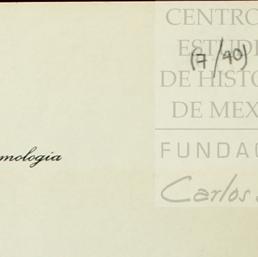 CENTRO
ESTUDI
(7/40)
DE HISTO
DE MEX
mologia
FUNDAC
Carlos